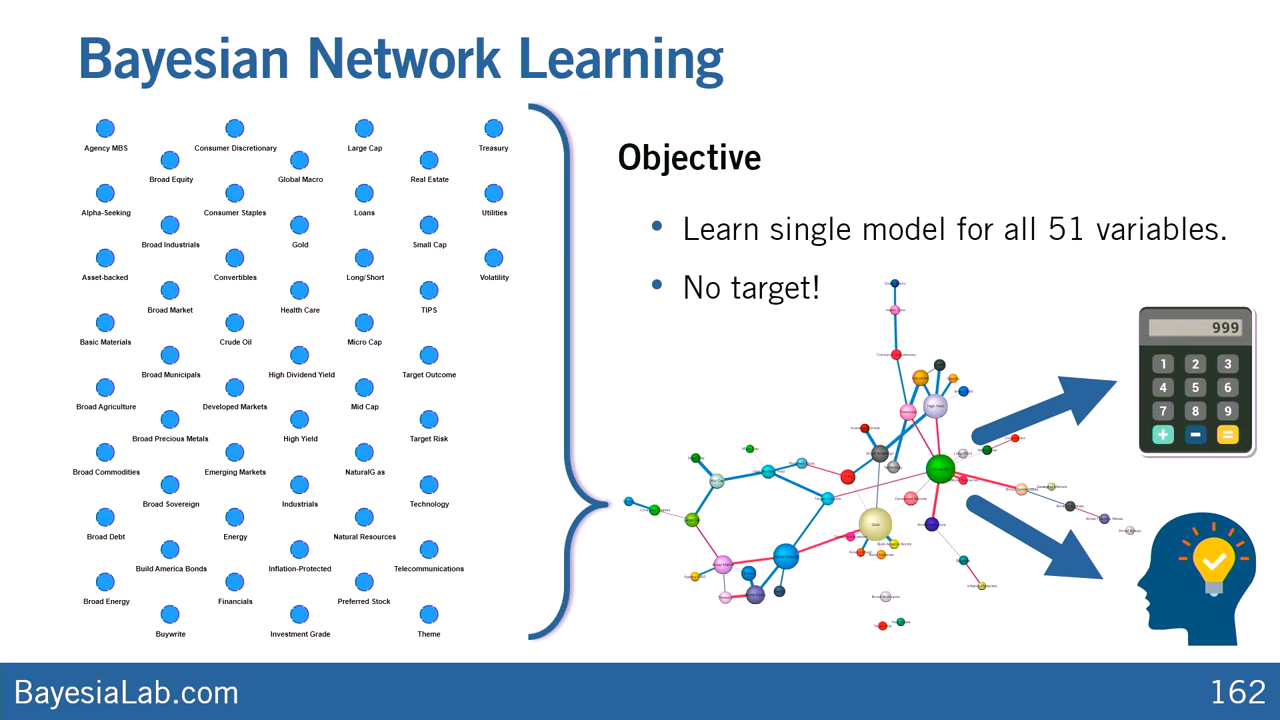 Bayesian Network Learning
Agency MBS
Consumer Discretionary
Large Cap
Treasury
Broad Equity
Global Macro
Real Estate
Alpha-Seeking
Consumer Staples
Loans
Utilities
Broad Industrials
Gold
Small Cap
Asset-backed
Convertibles
Long/Short
Volatility
Broad Market
Health Care
TIPS
Basic Materials
Crude Oil
Micro Cap
Broad Municipals
High Dividend Yield
Target Outcome
Broad Agriculture
Developed Markets
Mid Cap
Broad Precious Metals
High Yield
Target Risk
Broad Commodities
Emerging Markets
NaturalG as
Broad Sovereign
Industrials
Technology
Broad Debt
Energy
Natural Resources
Build America Bonds
Inflation-Protected
Telecommunications
Broad Energy
Financials
Preferred Stock
Buywrite
Investment Grade
Theme
Objective
• Learn single model for all 51 variables.
• No target!
999
1 2 3
4 5 6
7 8 9
+ − =
BayesiaLab.com
162